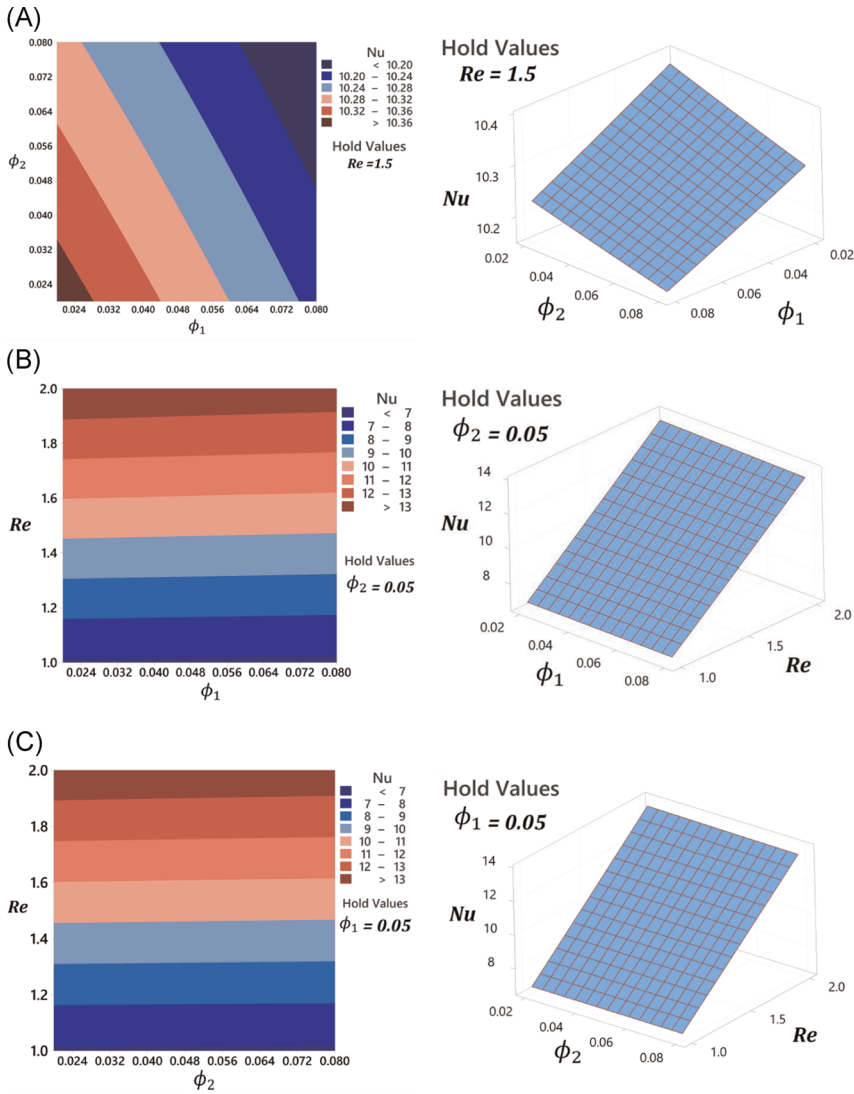 (A)
0.080
0.072
0.064
0.056
0.048
0.040
0.032
0.024
ϕ2
0.024 0.032 0.040 0.048 0.056 0.064 0.072 0.080
ϕ1
Nu
< 10.20
10.20 – 10.24
10.24 – 10.28
10.28 – 10.32
10.32 – 10.36
> 10.36
Hold Values
Re =1.5
Hold Values
Re = 1.5
10.4
10.3
10.2
Nu
0.02
0.04
0.06
0.08
ϕ2
0.02
0.04
0.06
0.08
ϕ1
(B)
2.0
1.8
1.6
1.4
1.2
1.0
Re
0.024 0.032 0.040 0.048 0.056 0.064 0.072 0.080
ϕ1
Nu
< 7
7 – 8
8 – 9
9 – 10
10 – 11
11 – 12
12 – 13
> 13
Hold Values
ϕ2 = 0.05
Hold Values
ϕ2 = 0.05
14
12
10
8
Nu
0.02
0.04
0.06
0.08
ϕ1
2.0
1.5
1.0
Re
(C)
2.0
1.8
1.6
1.4
1.2
1.0
Re
0.024 0.032 0.040 0.048 0.056 0.064 0.072 0.080
ϕ2
Nu
< 7
7 – 8
8 – 9
9 – 10
10 – 11
11 – 12
12 – 13
> 13
Hold Values
ϕ1 = 0.05
Hold Values
ϕ1 = 0.05
14
12
10
8
Nu
0.02
0.04
0.06
0.08
ϕ2
2.0
1.5
1.0
Re